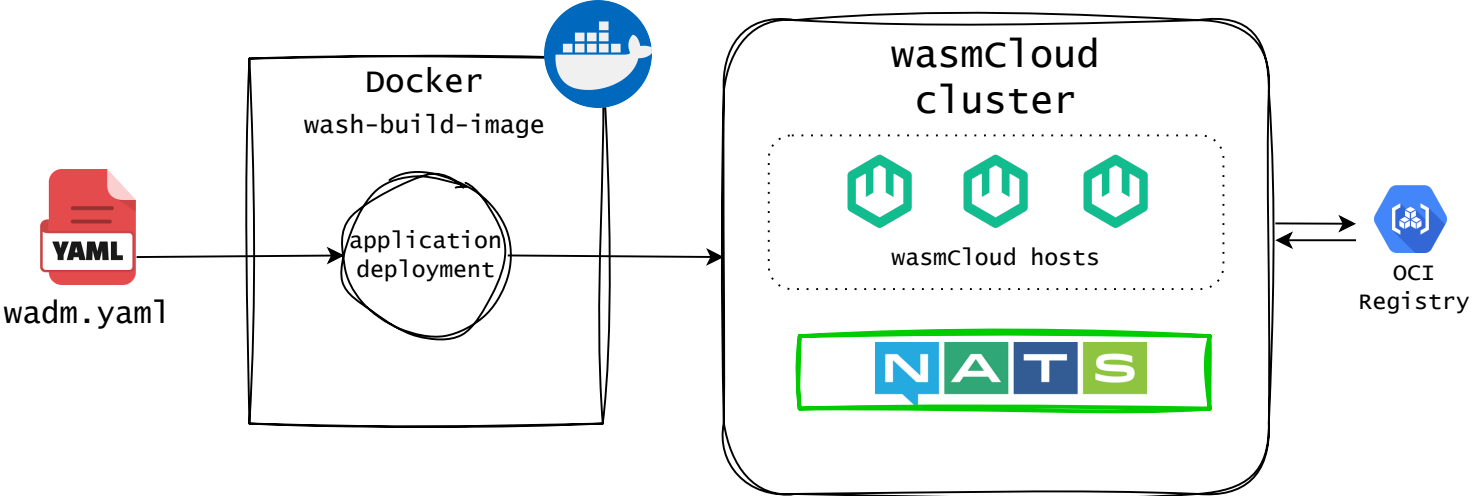 YAML
wadm.yaml
Docker
wash-build-image
application
deployment
wasmCloud
cluster
wasmCloud hosts
NATS
OCI
Registry